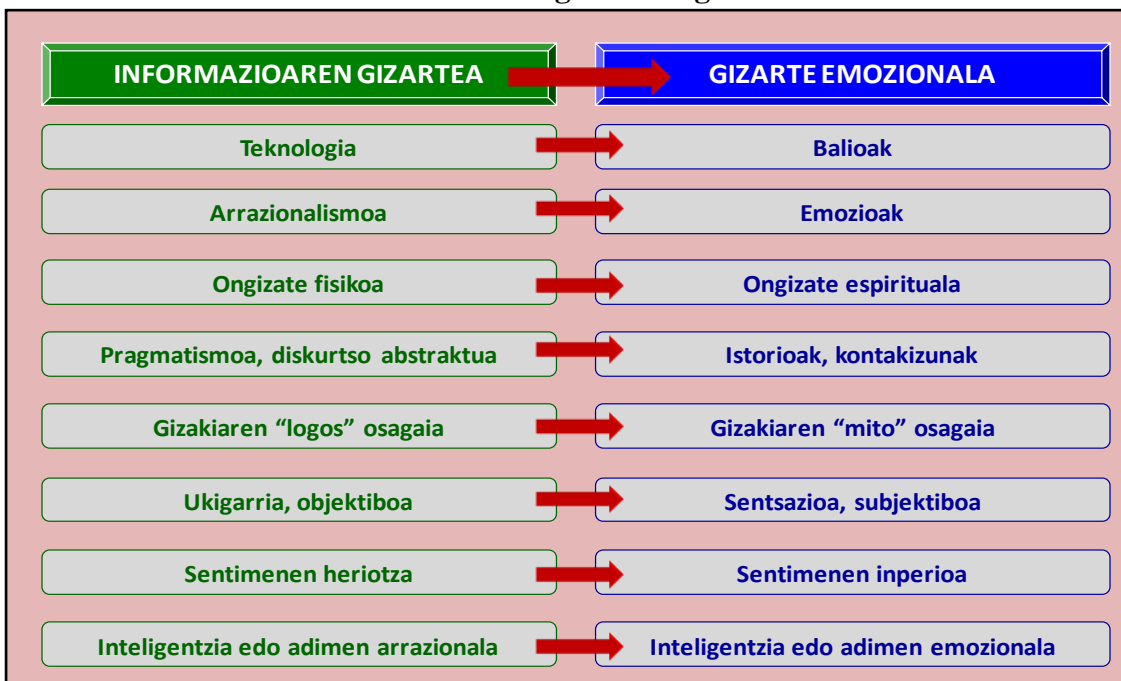 INFORMAZIOAREN GIZARTEA GIZARTE EMOZIONALA
Teknologia Balioak
Arrazionalismoa Emozioak
Ongizate fisikoa Ongizate espirituala
Pragmatismoa, diskurtso abstraktua Istorioak, kontakizunak
Gizakiaren “logos” osagaia Gizakiaren “mito” osagaia
Ukigarria, objektiboa Sentsazioa, subjektiboa
Sentimenen heriotza Sentimenen inperioa
Inteligentzia edo adimen arrazionala Inteligentzia edo adimen emozionala